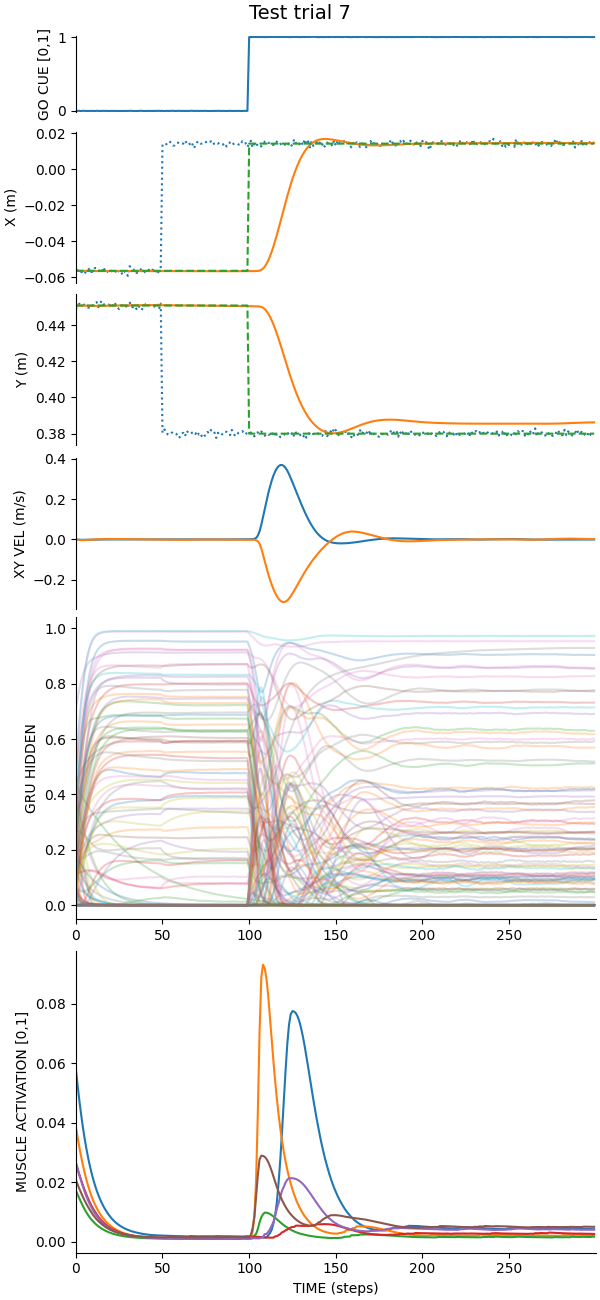 Test trial 7
GO CUE [0,1]
1
0
X (m)
0.02
0.00
−0.02
−0.04
−0.06
Y (m)
0.44
0.42
0.40
0.38
XY VEL (m/s)
0.4
0.2
0.0
−0.2
GRU HIDDEN
1.0
0.8
0.6
0.4
0.2
0.0
0 50 100 150 200 250
MUSCLE ACTIVATION [0,1]
0.08
0.06
0.04
0.02
0.00
0 50 100 150 200 250
TIME (steps)